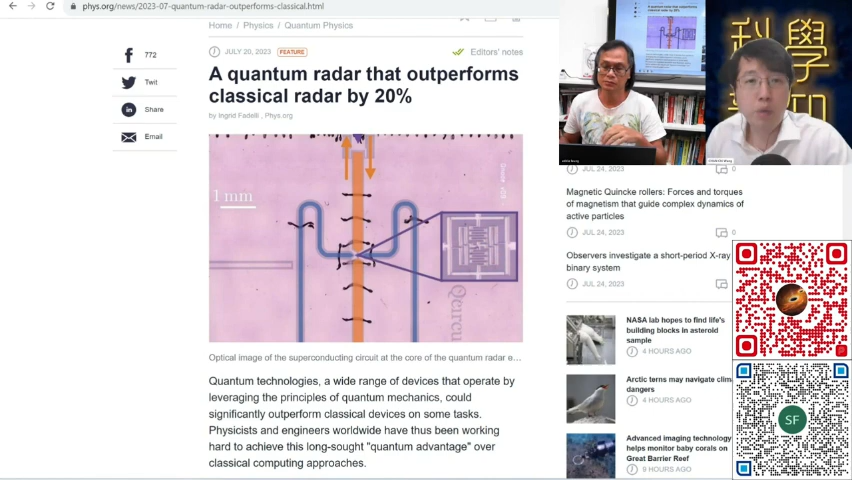 phys.org/news/2023-07-quantum-radar-outperforms-classical.html
Home / Physics / Quantum Physics
772
Twit
Share
Email
JULY 20, 2023 FEATURE
Editors' notes
A quantum radar that outperforms
classical radar by 20%
by Ingrid Fadelli , Phys.org
1 mm
Optical image of the superconducting circuit at the core of the quantum radar e...
Quantum technologies, a wide range of devices that operate by
leveraging the principles of quantum mechanics, could
significantly outperform classical devices on some tasks.
Physicists and engineers worldwide have thus been working
hard to achieve this long-sought "quantum advantage" over
classical computing approaches.
科學
JUL 24, 2023 0
Magnetic Quincke rollers: Forces and torques
of magnetism that guide complex dynamics of
active particles
JUL 24, 2023 0
Observers investigate a short-period X-ray
binary system
JUL 24, 2023
NASA lab hopes to find life's
building blocks in asteroid
sample
4 HOURS AGO
Arctic terns may navigate clim
dangers
4 HOURS AGO
Advanced imaging technology
helps monitor baby corals on
Great Barrier Reef
9 HOURS AGO
SF